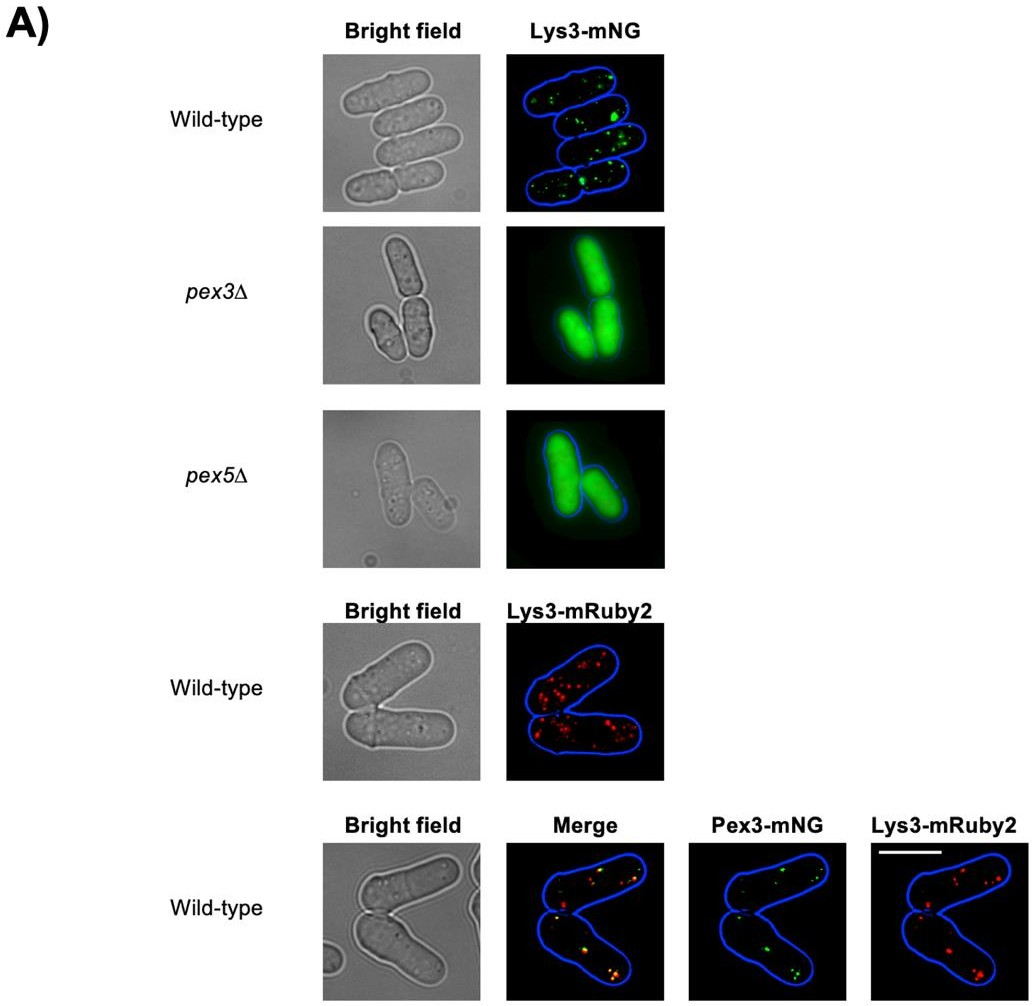 A)
Bright field Lys3-mNG
Wild-type
pex3Δ
pex5Δ
Bright field Lys3-mRuby2
Wild-type
Bright field Merge Pex3-mNG Lys3-mRuby2
Wild-type